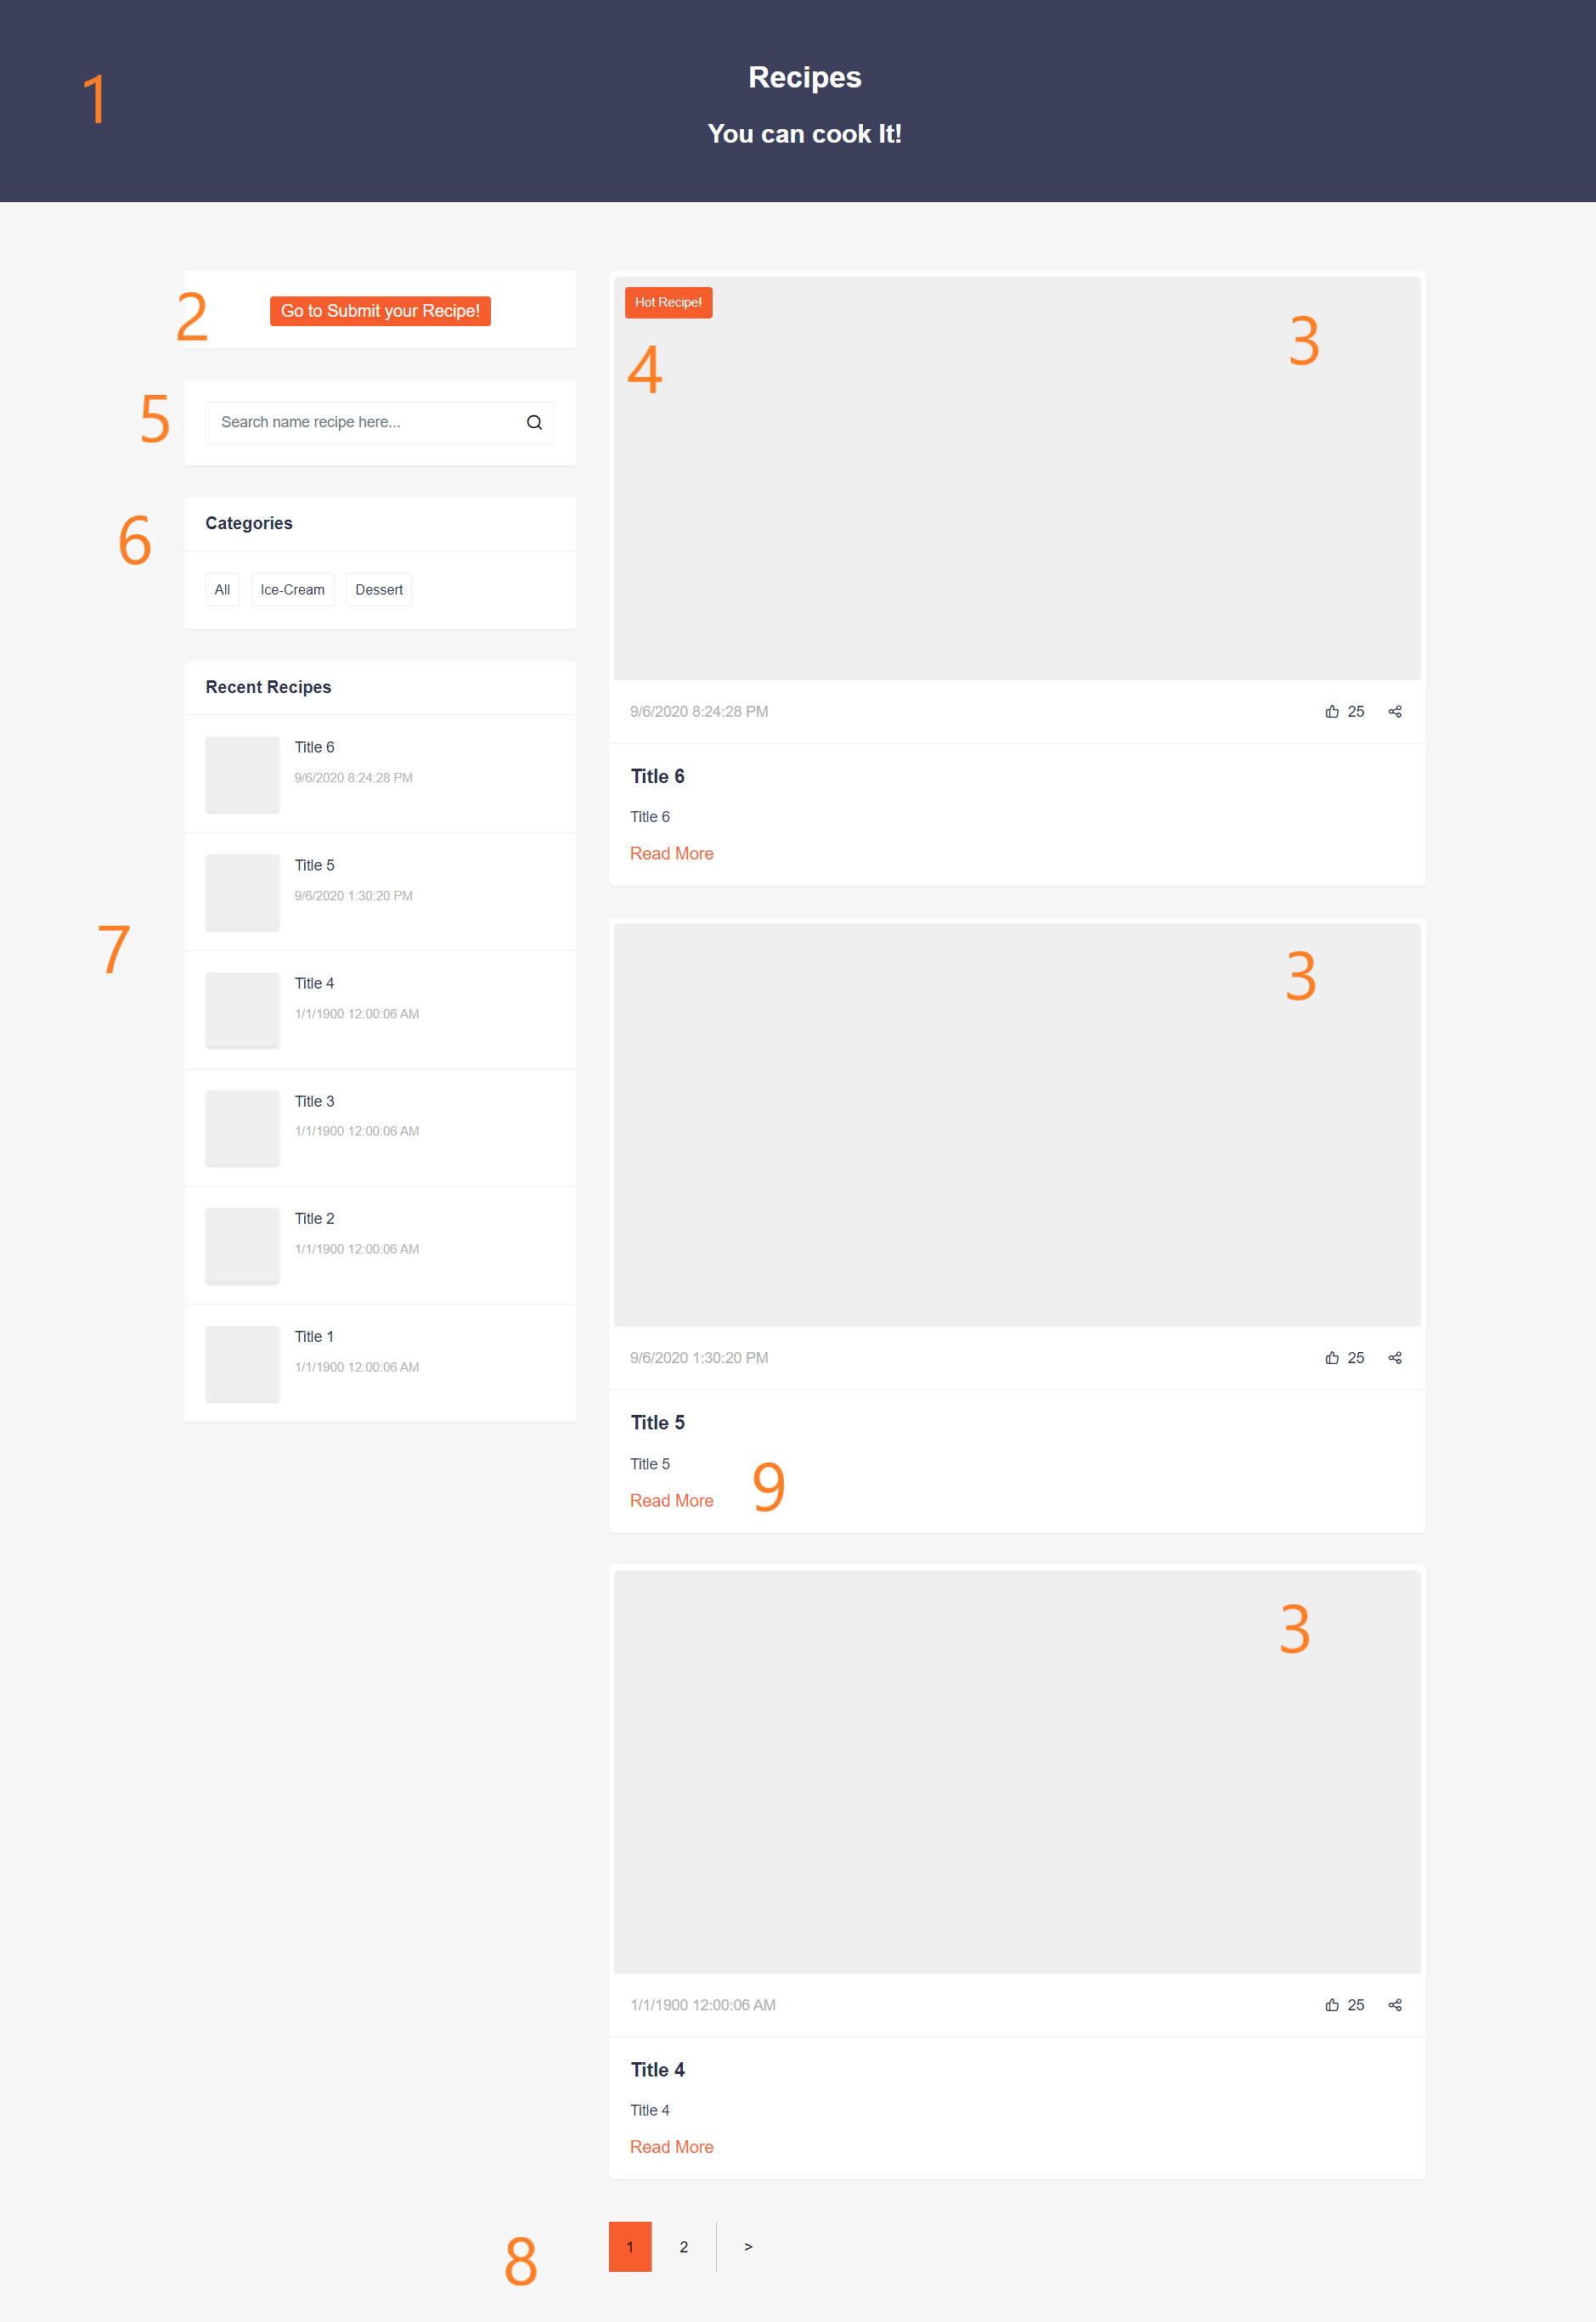 1
Recipes
You can cook It!
2
Go to Submit your Recipe!
5
Search name recipe here...
6
Categories
All
Ice-Cream
Dessert
7
Recent Recipes
Title 6
9/6/2020 8:24:28 PM
Title 5
9/6/2020 1:30:20 PM
Title 4
1/1/1900 12:00:06 AM
Title 3
1/1/1900 12:00:06 AM
Title 2
1/1/1900 12:00:06 AM
Title 1
1/1/1900 12:00:06 AM
Hot Recipe!
4
3
9/6/2020 8:24:28 PM
25
Title 6
Title 6
Read More
3
9/6/2020 1:30:20 PM
25
Title 5
Title 5
Read More
9
3
1/1/1900 12:00:06 AM
25
Title 4
Title 4
Read More
8
1
2
>